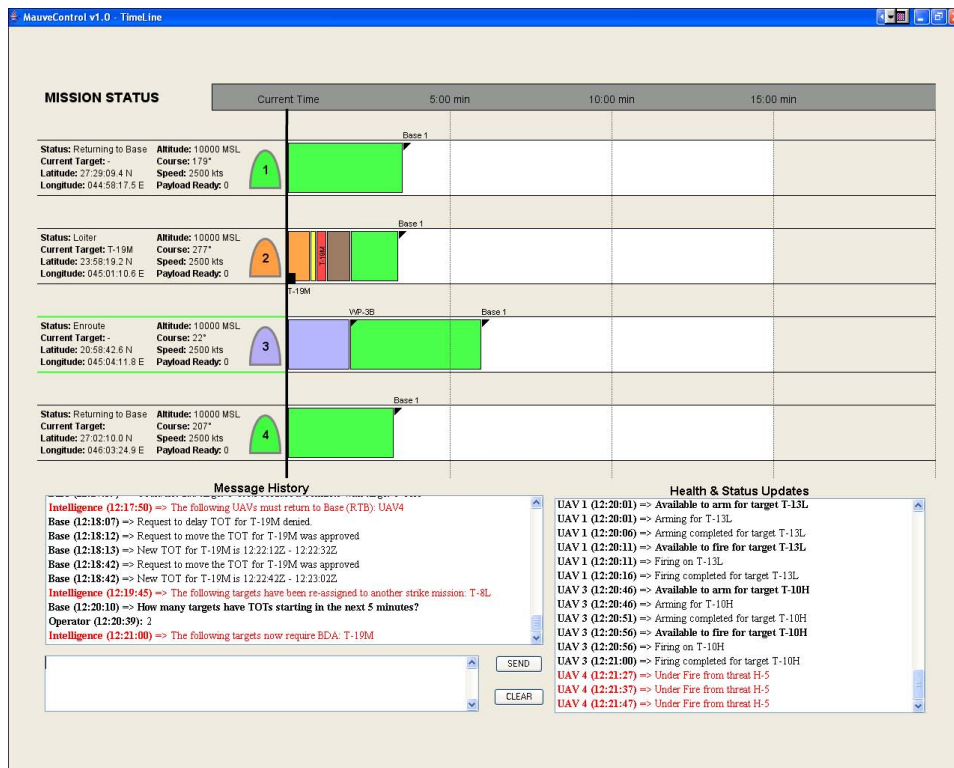 MauveControl v1.0 - TimeLine
MISSION STATUS
Current Time 5:00 min 10:00 min 15:00 min
Base 1
Status: Returning to Base Altitude: 10000 MSL
Current Target: - Course: 179°
Latitude: 27:29:09.4 N Speed: 2500 kts
Longitude: 044:58:17.5 E Payload Ready: 0
1
Base 1
Status: Loiter Altitude: 10000 MSL
Current Target: T-19M Course: 277°
Latitude: 23:58:19.2 N Speed: 2500 kts
Longitude: 045:01:10.6 E Payload Ready: 0
2
T-19M
T-19M
WP-3B Base 1
Status: Enroute Altitude: 10000 MSL
Current Target: - Course: 22°
Latitude: 20:58:42.6 N Speed: 2500 kts
Longitude: 045:04:11.8 E Payload Ready: 0
3
Base 1
Status: Returning to Base Altitude: 10000 MSL
Current Target: Course: 207°
Latitude: 27:02:10.0 N Speed: 2500 kts
Longitude: 046:03:24.9 E Payload Ready: 0
4
Message History
Intelligence (12:17:50) => The following UAVs must return to Base (RTB): UAV4
Base (12:18:07) => Request to delay TOT for T-19M denied.
Base (12:18:12) => Request to move the TOT for T-19M was approved
Base (12:18:13) => New TOT for T-19M is 12:22:12Z - 12:22:32Z
Base (12:18:42) => Request to move the TOT for T-19M was approved
Base (12:18:42) => New TOT for T-19M is 12:22:42Z - 12:23:02Z
Intelligence (12:19:45) => The following targets have been re-assigned to another strike mission: T-8L
Base (12:20:10) => How many targets have TOTs starting in the next 5 minutes?
Operator (12:20:39): 2
Intelligence (12:21:00) => The following targets now require BDA: T-19M
SEND
CLEAR
Health & Status Updates
UAV 1 (12:20:01) => Available to arm for target T-13L
UAV 1 (12:20:01) => Arming for T-13L
UAV 1 (12:20:06) => Arming completed for target T-13L
UAV 1 (12:20:11) => Available to fire for target T-13L
UAV 1 (12:20:11) => Firing on T-13L
UAV 1 (12:20:16) => Firing completed for target T-13L
UAV 3 (12:20:46) => Available to arm for target T-10H
UAV 3 (12:20:46) => Arming for T-10H
UAV 3 (12:20:51) => Arming completed for target T-10H
UAV 3 (12:20:56) => Available to fire for target T-10H
UAV 3 (12:20:56) => Firing on T-10H
UAV 3 (12:21:00) => Firing completed for target T-10H
UAV 4 (12:21:27) => Under Fire from threat H-5
UAV 4 (12:21:37) => Under Fire from threat H-5
UAV 4 (12:21:47) => Under Fire from threat H-5